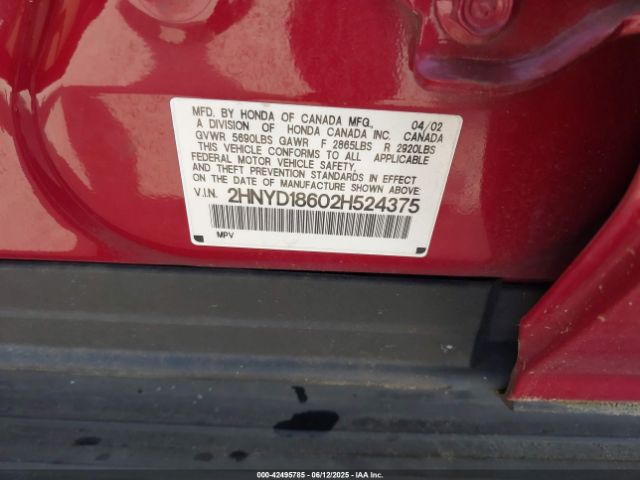 MFD. BY HONDA OF CANADA MFG., 04/02
A DIVISION OF HONDA CANADA INC. CANADA
GVWR 5690LBS GAWR F 2865LBS R 2920LBS
THIS VEHICLE CONFORMS TO ALL APPLICABLE
FEDERAL MOTOR VEHICLE SAFETY,
AND THEFT PREVENTION STANDARDS IN EFFECT
ON THE DATE OF MANUFACTURE SHOWN ABOVE:
V.I.N. 2HNYD18602H524375
MPV
000-42495785 - 06/12/2025 - IAA Inc.